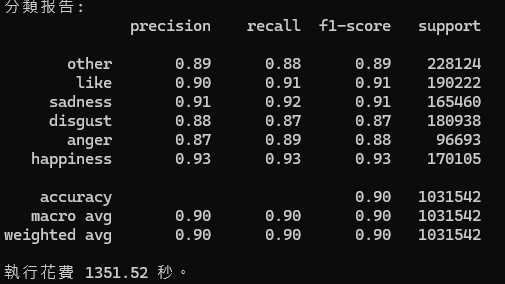 分類报告:
precision recall f1-score support
other 0.89 0.88 0.89 228124
like 0.90 0.91 0.91 190222
sadness 0.91 0.92 0.91 165460
disgust 0.88 0.87 0.87 180938
anger 0.87 0.89 0.88 96693
happiness 0.93 0.93 0.93 170105
accuracy 0.90 1031542
macro avg 0.90 0.90 0.90 1031542
weighted avg 0.90 0.90 0.90 1031542
執行花費 1351.52 秒。